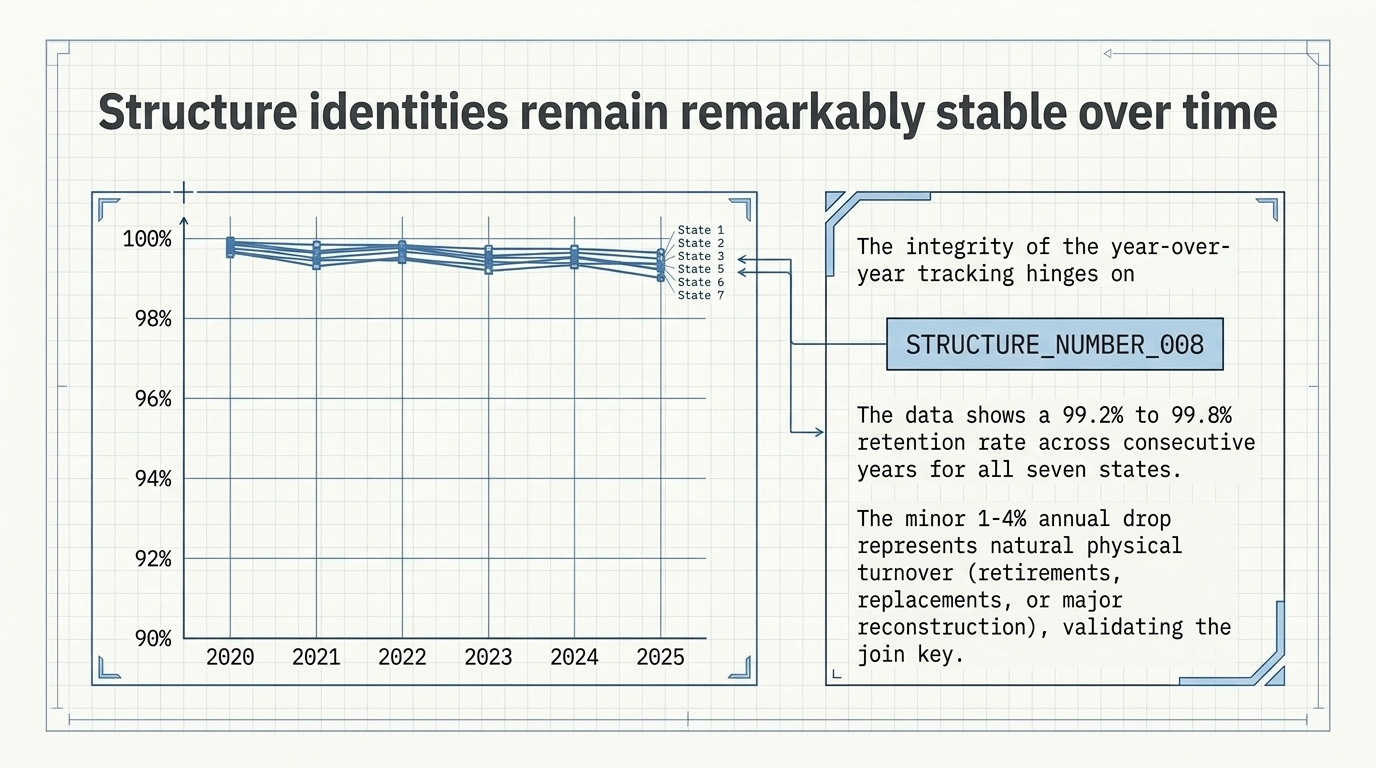 Structure identities remain remarkably stable over time
100%
98%
96%
94%
92%
90%
2020 2021 2022 2023 2024 2025
State 1
State 2
State 3
State 5
State 6
State 7
The integrity of the year-over-
year tracking hinges on
STRUCTURE_NUMBER_008
The data shows a 99.2% to 99.8%
retention rate across consecutive
years for all seven states.
The minor 1-4% annual drop
represents natural physical
turnover (retirements,
replacements, or major
reconstruction), validating the
join key.